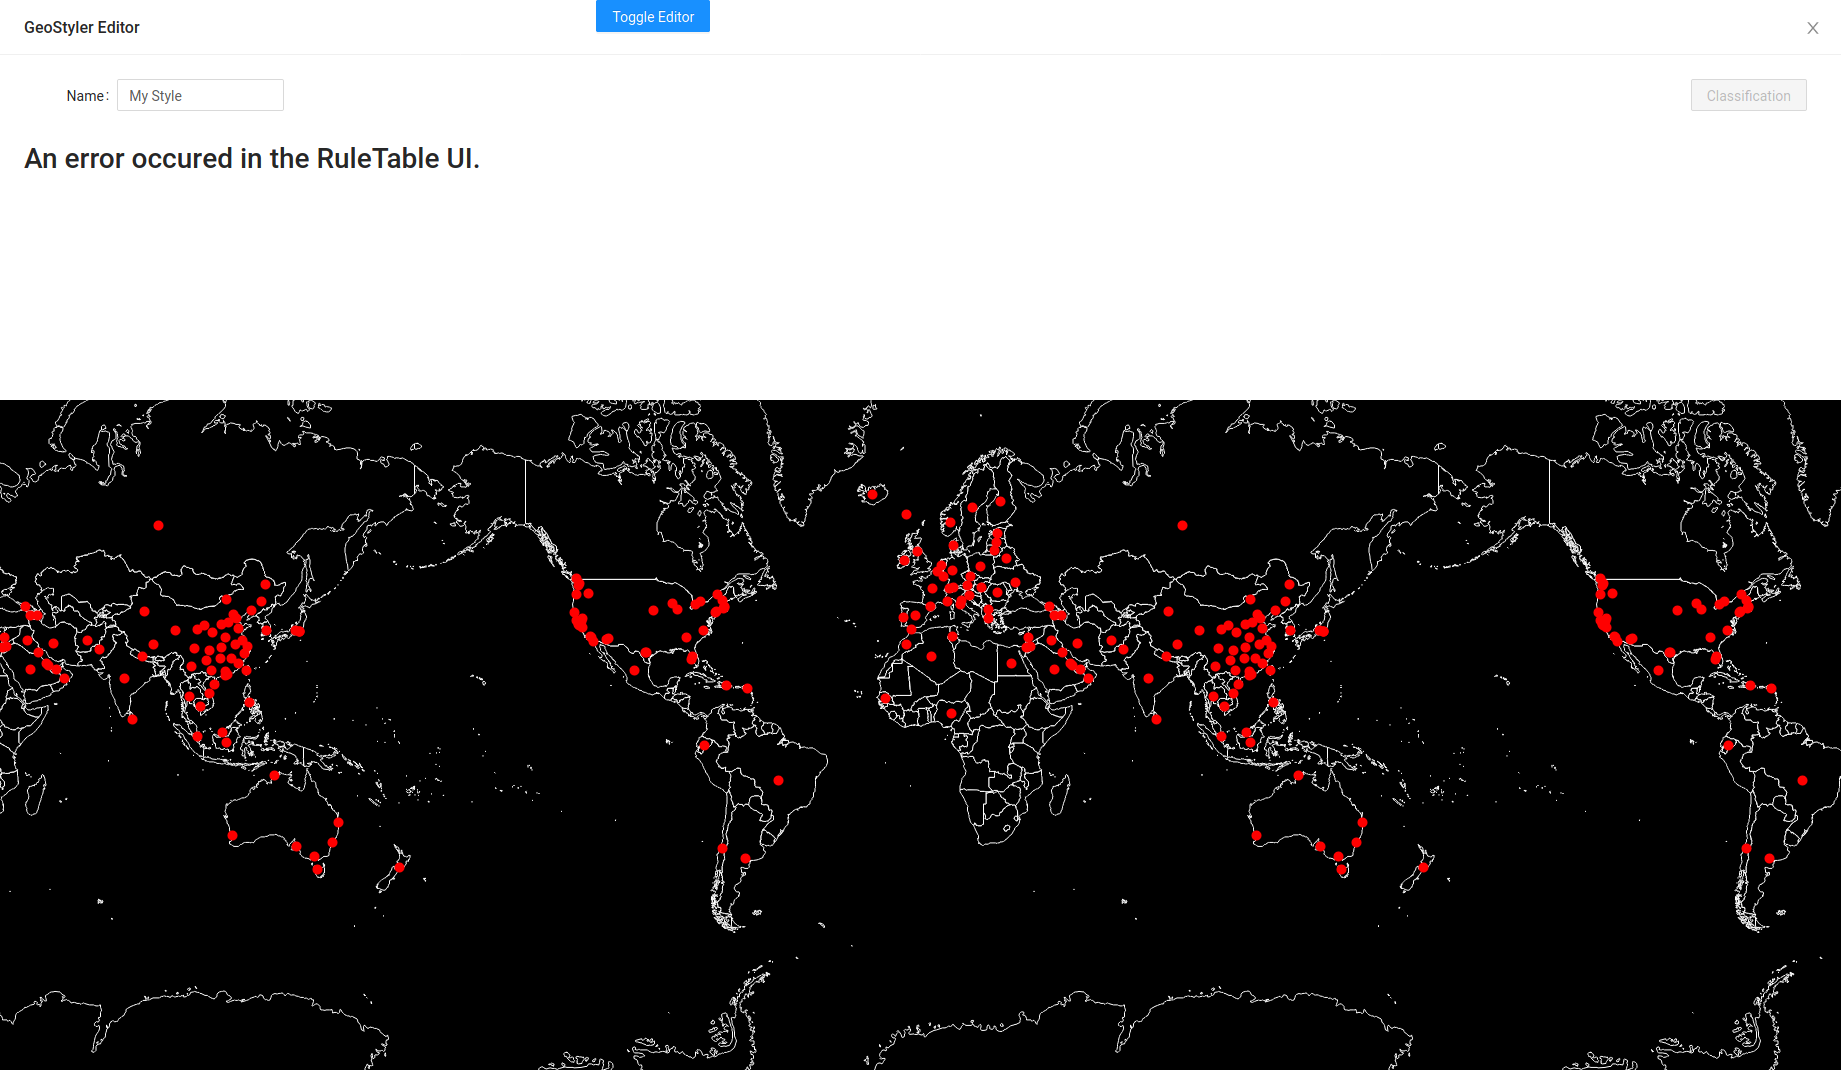 GeoStyler Editor
Toggle Editor
Name:
My Style
Classification
An error occured in the RuleTable UI.